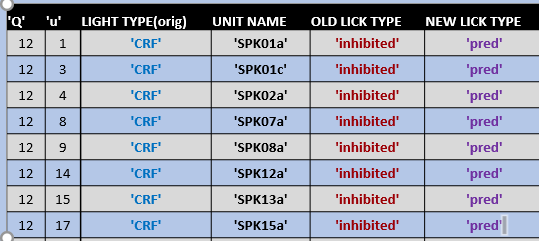 'Q' 'u' LIGHT TYPE(orig) UNIT NAME OLD LICK TYPE NEW LICK TYPE
12 1 'CRF' 'SPK01a' 'inhibited' 'pred'
12 3 'CRF' 'SPK01c' 'inhibited' 'pred'
12 4 'CRF' 'SPK02a' 'inhibited' 'pred'
12 8 'CRF' 'SPK07a' 'inhibited' 'pred'
12 9 'CRF' 'SPK08a' 'inhibited' 'pred'
12 14 'CRF' 'SPK12a' 'inhibited' 'pred'
12 15 'CRF' 'SPK13a' 'inhibited' 'pred'
12 17 'CRF' 'SPK15a' 'inhibited' 'pred'